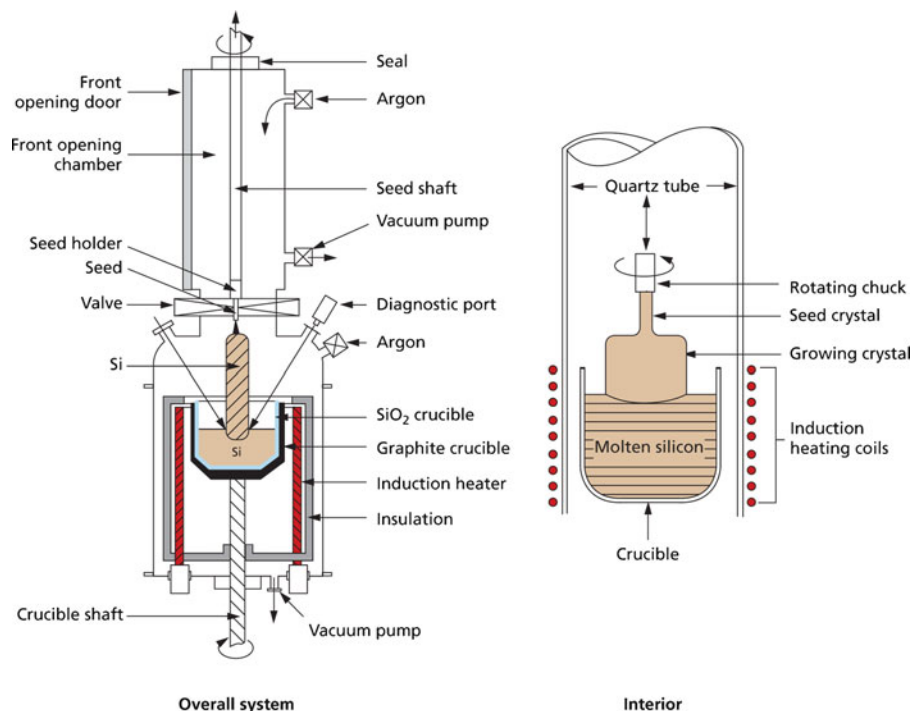 Seal
Front
opening door
Argon
Front opening
chamber
Seed shaft
Vacuum pump
Seed holder
Seed
Valve
Diagnostic port
Argon
Si
SiO2 crucible
Graphite crucible
Si
Induction heater
Insulation
Crucible shaft
Vacuum pump
Overall system
Quartz tube
Rotating chuck
Seed crystal
Growing crystal
Induction
heating coils
Molten silicon
Crucible
Interior